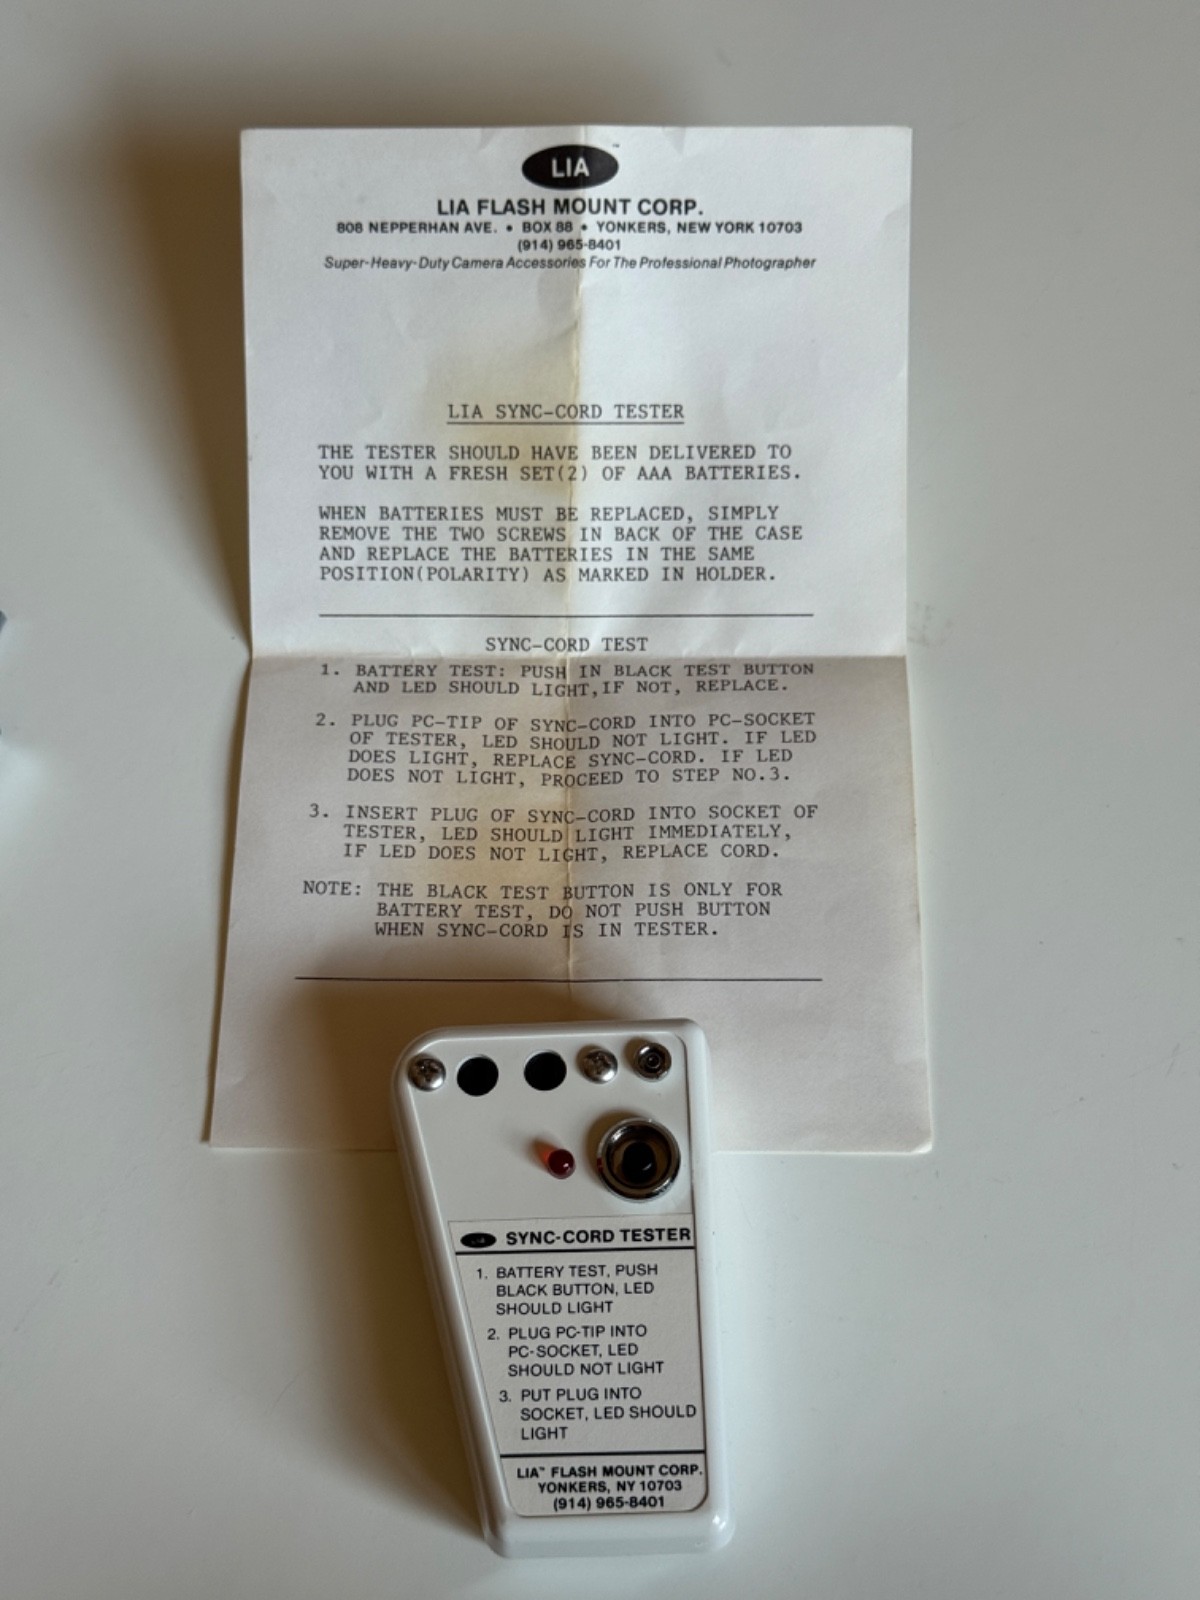 LIA™
LIA FLASH MOUNT CORP.
808 NEPPERHAN AVE. • BOX 88 • YONKERS, NEW YORK 10703
(914) 965-8401
Super-Heavy-Duty Camera Accessories For The Professional Photographer
LIA SYNC-CORD TESTER
THE TESTER SHOULD HAVE BEEN DELIVERED TO
YOU WITH A FRESH SET(2) OF AAA BATTERIES.
WHEN BATTERIES MUST BE REPLACED, SIMPLY
REMOVE THE TWO SCREWS IN BACK OF THE CASE
AND REPLACE THE BATTERIES IN THE SAME
POSITION(POLARITY) AS MARKED IN HOLDER.
SYNC-CORD TEST
1. BATTERY TEST: PUSH IN BLACK TEST BUTTON
AND LED SHOULD LIGHT,IF NOT, REPLACE.
2. PLUG PC-TIP OF SYNC-CORD INTO PC-SOCKET
OF TESTER, LED SHOULD NOT LIGHT. IF LED
DOES LIGHT, REPLACE SYNC-CORD. IF LED
DOES NOT LIGHT, PROCEED TO STEP NO.3.
3. INSERT PLUG OF SYNC-CORD INTO SOCKET OF
TESTER, LED SHOULD LIGHT IMMEDIATELY,
IF LED DOES NOT LIGHT, REPLACE CORD.
NOTE: THE BLACK TEST BUTTON IS ONLY FOR
BATTERY TEST, DO NOT PUSH BUTTON
WHEN SYNC-CORD IS IN TESTER.
LIA SYNC-CORD TESTER
1. BATTERY TEST, PUSH
BLACK BUTTON, LED
SHOULD LIGHT
2. PLUG PC-TIP INTO
PC-SOCKET, LED
SHOULD NOT LIGHT
3. PUT PLUG INTO
SOCKET, LED SHOULD
LIGHT
LIA™ FLASH MOUNT CORP.
YONKERS, NY 10703
(914) 965-8401